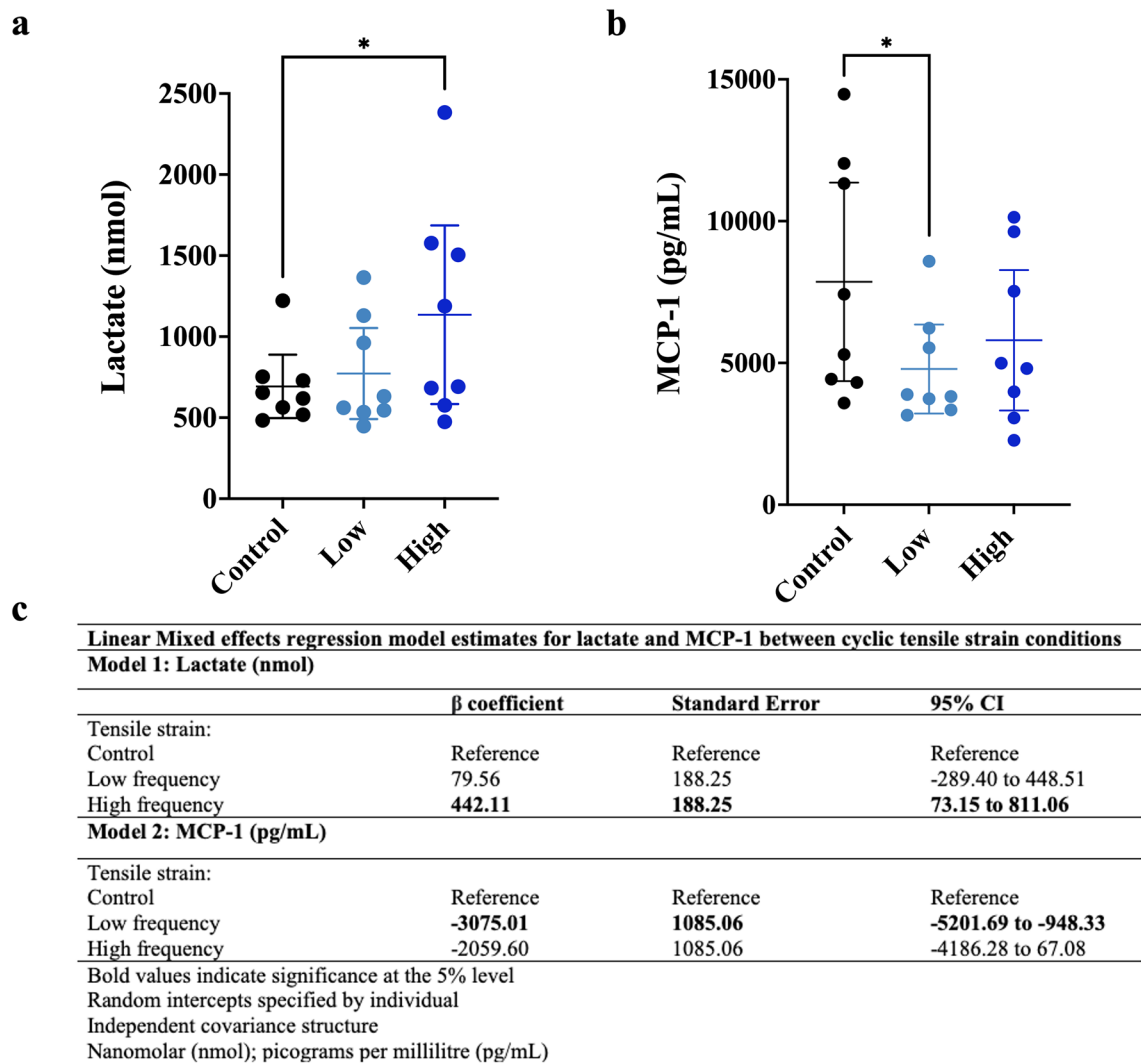 a
*
2500
2000
1500
1000
500
0
Lactate (nmol)
Control
Low
High
b
*
15000
10000
5000
0
MCP-1 (pg/mL)
Control
Low
High
c
Linear Mixed effects regression model estimates for lactate and MCP-1 between cyclic tensile strain conditions
Model 1: Lactate (nmol)
β coefficient Standard Error 95% CI
Tensile strain:
Control Reference Reference Reference
Low frequency 79.56 188.25 -289.40 to 448.51
High frequency 442.11 188.25 73.15 to 811.06
Model 2: MCP-1 (pg/mL)
Tensile strain:
Control Reference Reference Reference
Low frequency -3075.01 1085.06 -5201.69 to -948.33
High frequency -2059.60 1085.06 -4186.28 to 67.08
Bold values indicate significance at the 5% level
Random intercepts specified by individual
Independent covariance structure
Nanomolar (nmol); picograms per millilitre (pg/mL)